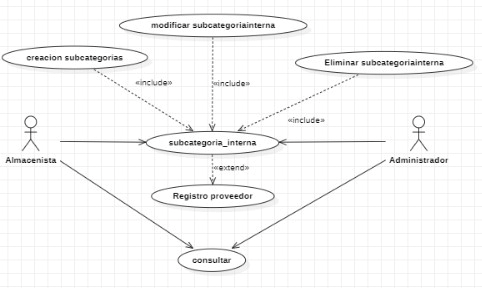 modificar subcategoriainterna
creacion subcategorias
Eliminar subcategoriainterna
«include»
«include»
«include»
subcategoria_interna
Almacenista
Administrador
«extend»
Registro proveedor
consultar